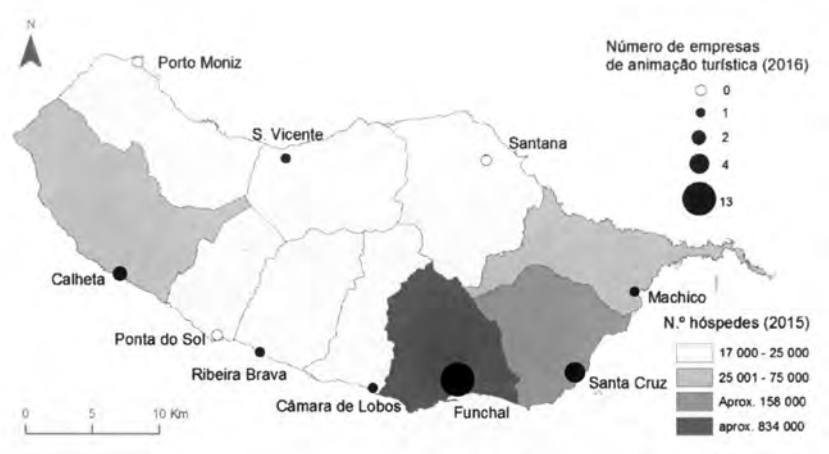 N
Porto Moniz
S. Vicente
Santana
Calheta
Ponta do Sol
Ribeira Brava
Câmara de Lobos
Funchal
Santa Cruz
Machico
0 5 10 Km
Número de empresas
de animação turística (2016)
0
1
2
4
13
N.º hóspedes (2015)
17 000 - 25 000
25 001 - 75 000
Aprox. 158 000
aprox. 834 000